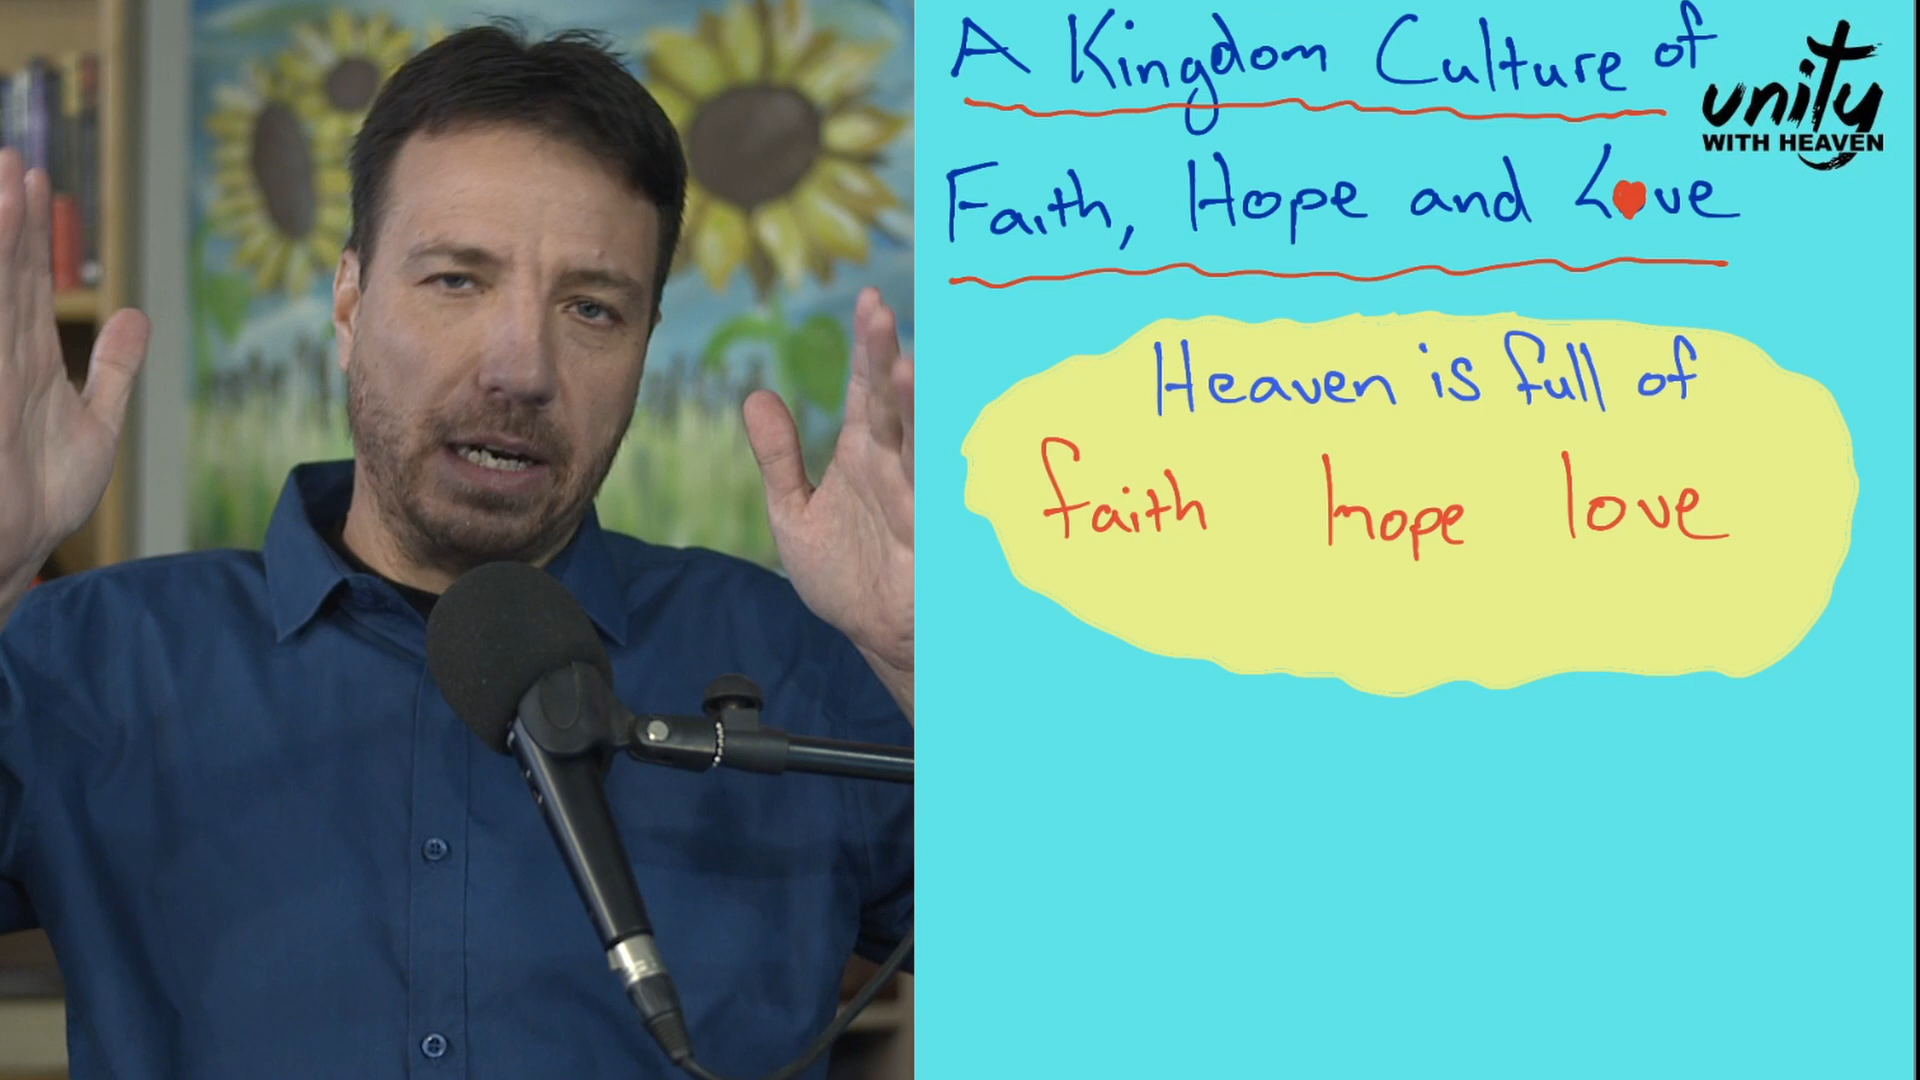 A Kingdom Culture of
unity
WITH HEAVEN
Faith, Hope and Love
Heaven is full of
faith hope love